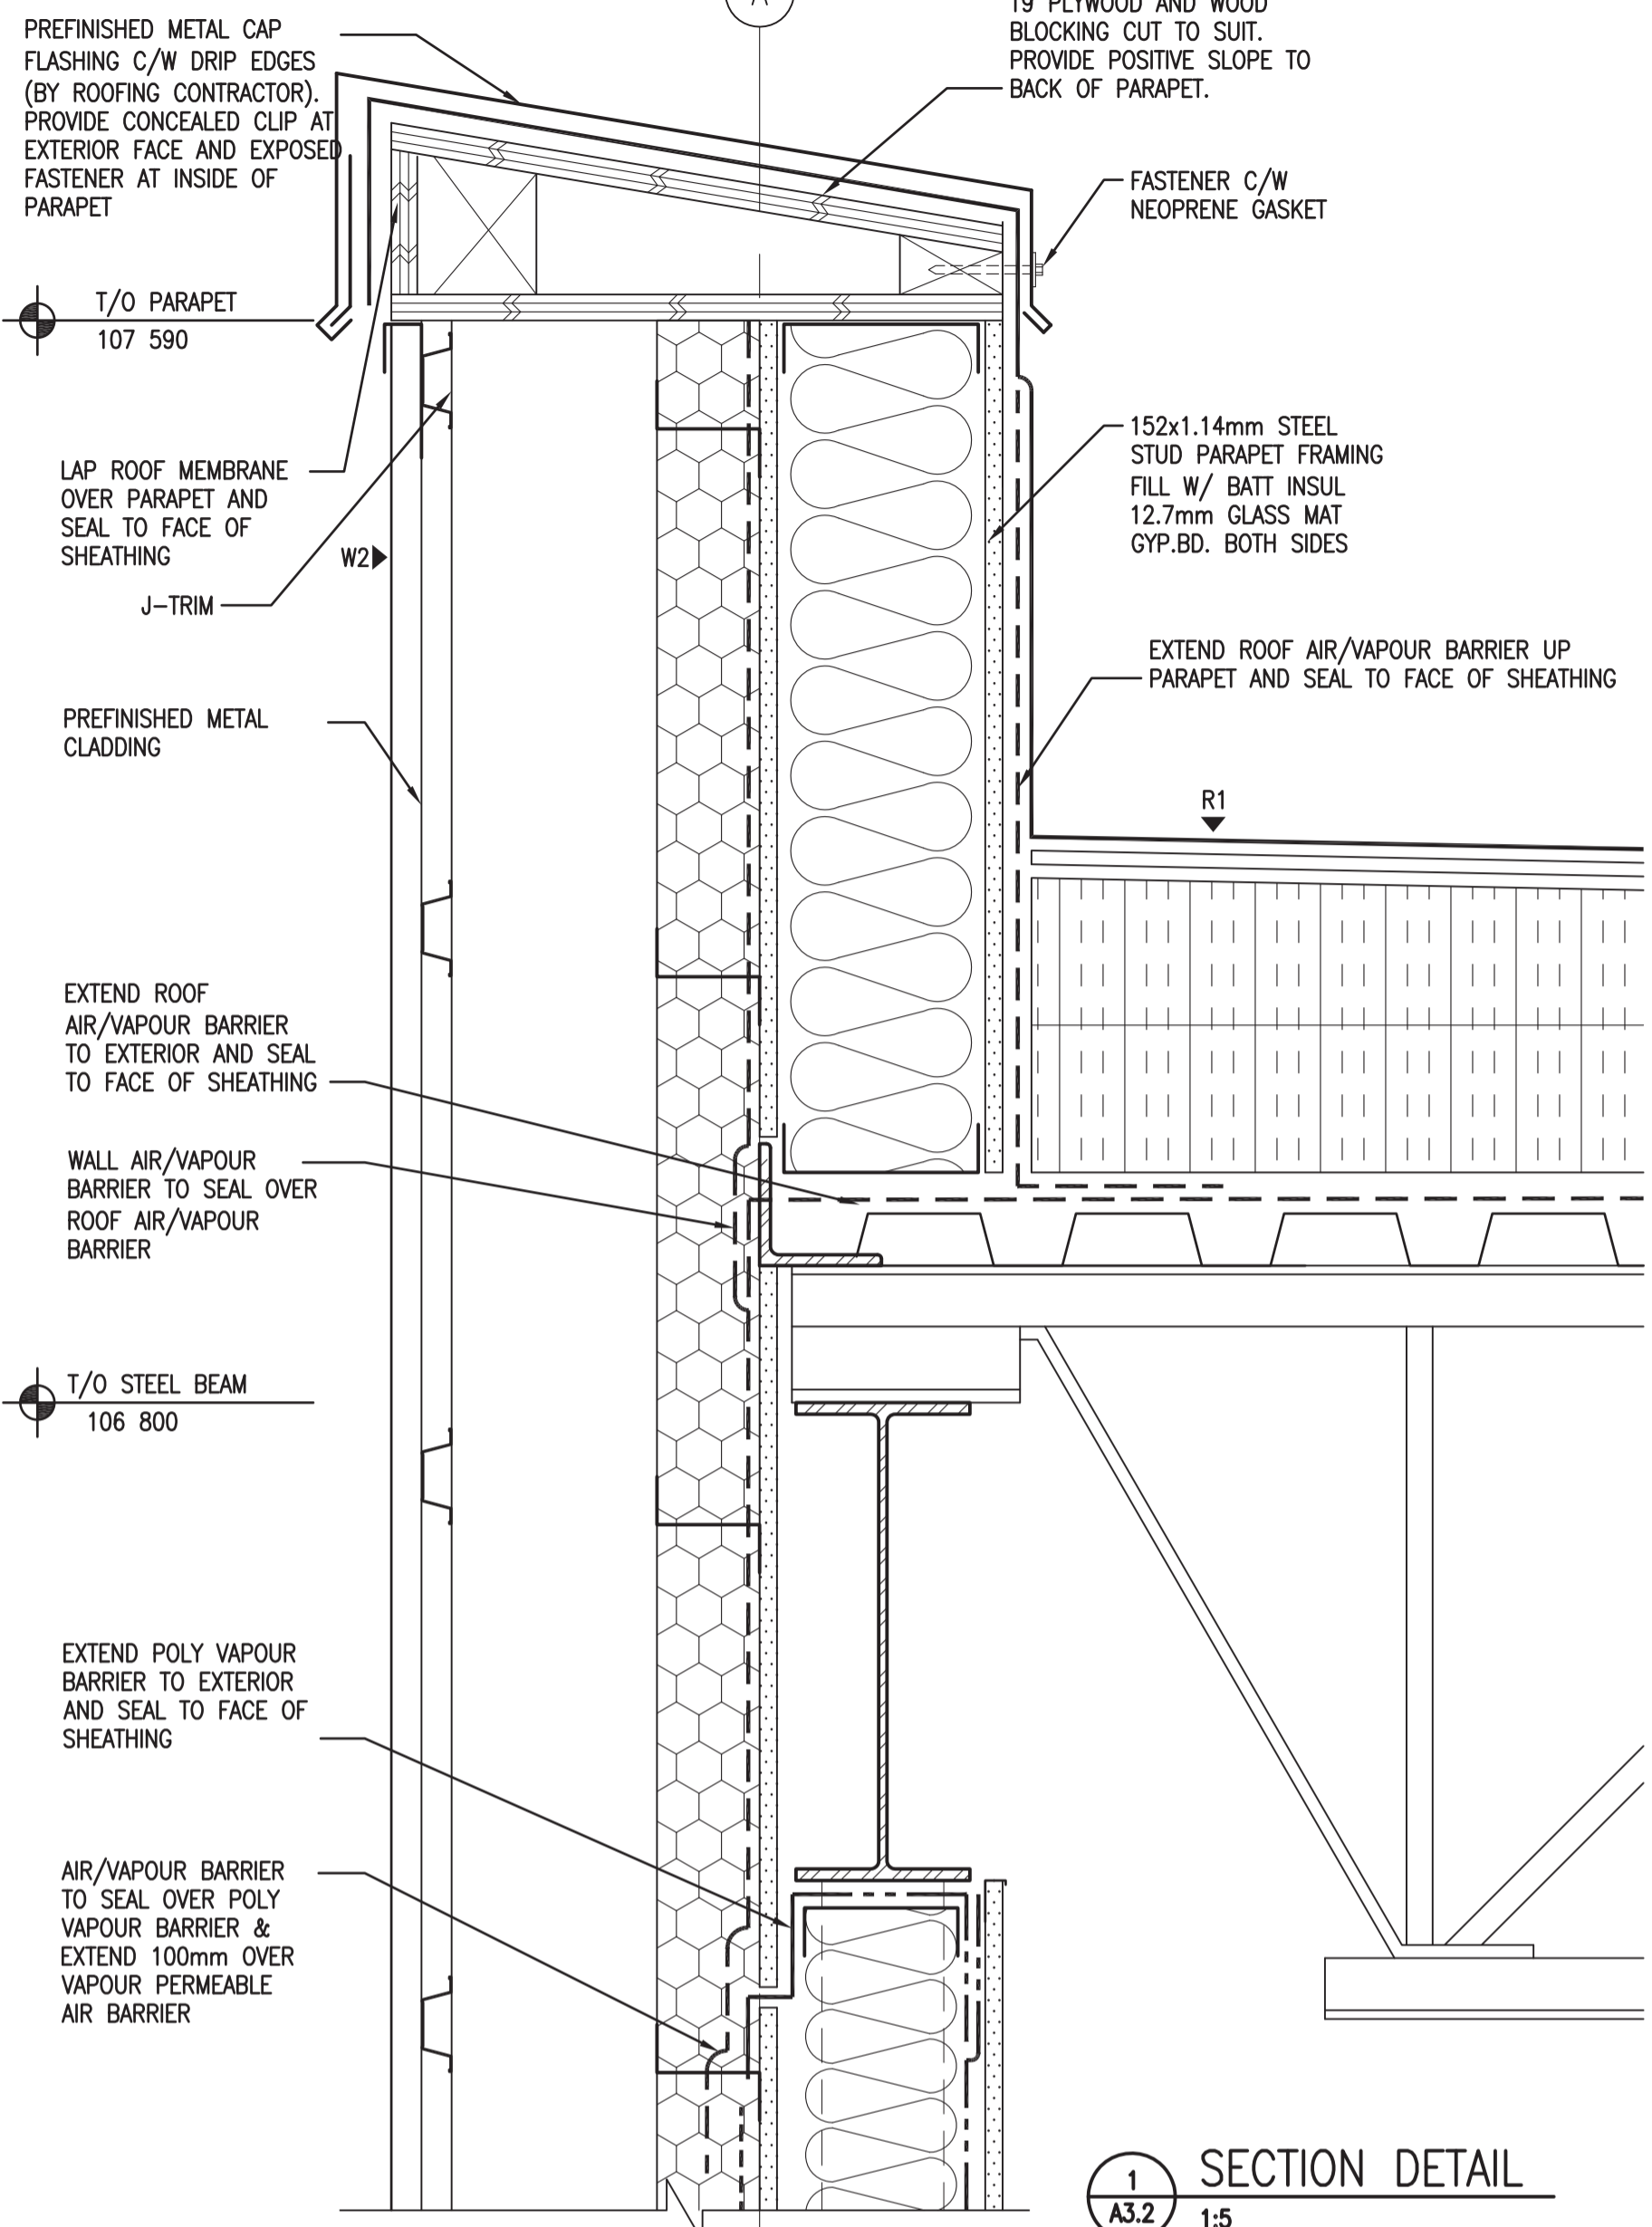 A
PREFINISHED METAL CAP
FLASHING C/W DRIP EDGES
(BY ROOFING CONTRACTOR).
PROVIDE CONCEALED CLIP AT
EXTERIOR FACE AND EXPOSED
FASTENER AT INSIDE OF
PARAPET
19 PLYWOOD AND WOOD
BLOCKING CUT TO SUIT.
PROVIDE POSITIVE SLOPE TO
BACK OF PARAPET.
FASTENER C/W
NEOPRENE GASKET
T/O PARAPET
107 590
LAP ROOF MEMBRANE
OVER PARAPET AND
SEAL TO FACE OF
SHEATHING
W2
J-TRIM
152x1.14mm STEEL
STUD PARAPET FRAMING
FILL W/ BATT INSUL
12.7mm GLASS MAT
GYP.BD. BOTH SIDES
EXTEND ROOF AIR/VAPOUR BARRIER UP
PARAPET AND SEAL TO FACE OF SHEATHING
PREFINISHED METAL
CLADDING
R1
EXTEND ROOF
AIR/VAPOUR BARRIER
TO EXTERIOR AND SEAL
TO FACE OF SHEATHING
WALL AIR/VAPOUR
BARRIER TO SEAL OVER
ROOF AIR/VAPOUR
BARRIER
T/O STEEL BEAM
106 800
EXTEND POLY VAPOUR
BARRIER TO EXTERIOR
AND SEAL TO FACE OF
SHEATHING
AIR/VAPOUR BARRIER
TO SEAL OVER POLY
VAPOUR BARRIER &
EXTEND 100mm OVER
VAPOUR PERMEABLE
AIR BARRIER
1
A3.2
SECTION DETAIL
1:5